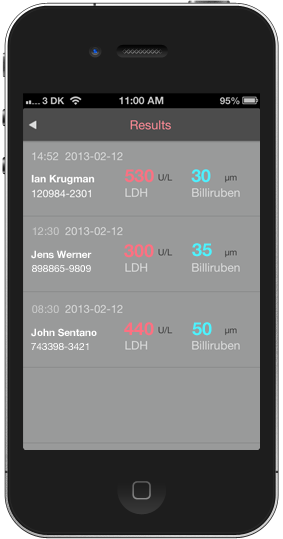 3 DK 11:00 AM 95%
Results
14:52 2013-02-12
Ian Krugman 530 U/L 30 µm
120984-2301 LDH Billiruben
12:30 2013-02-12
Jens Werner 300 U/L 35 µm
898865-9809 LDH Billiruben
08:30 2013-02-12
John Sentano 440 U/L 50 µm
743398-3421 LDH Billiruben